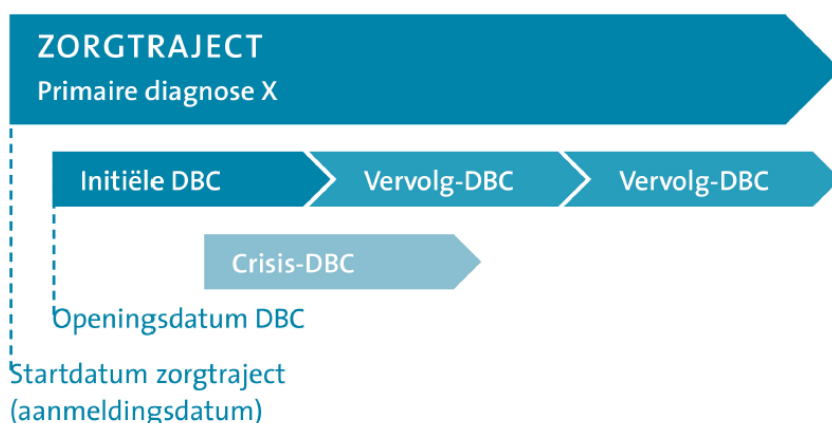 ZORGTRAJECT
Primaire diagnose X
Initiële DBC
Vervolg-DBC
Vervolg-DBC
Crisis-DBC
Openingsdatum DBC
Startdatum zorgtraject
(aanmeldingsdatum)